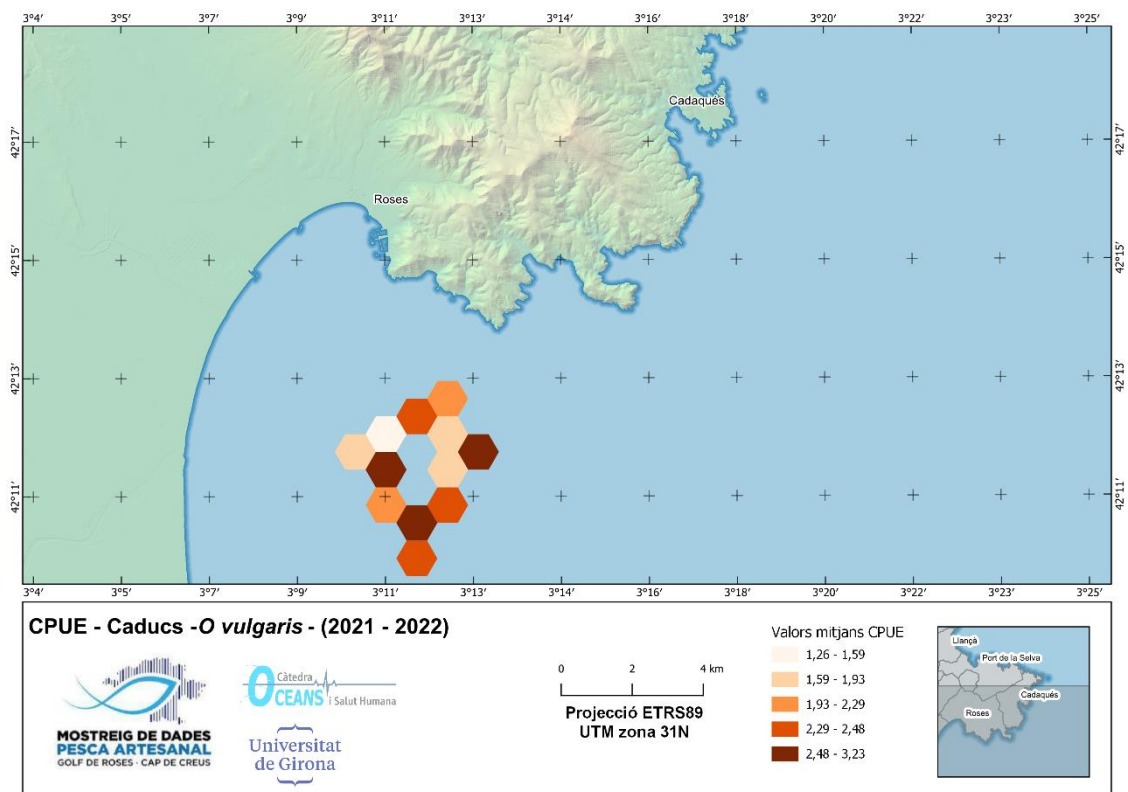 3°4′ 3°5′ 3°7′ 3°9′ 3°11′ 3°13′ 3°14′ 3°16′ 3°18′ 3°20′ 3°22′ 3°23′ 3°25′
Cadaqués
42°17′ 42°17′
Roses
42°15′ 42°15′
42°13′ 42°13′
42°11′ 42°11′
3°4′ 3°5′ 3°7′ 3°9′ 3°11′ 3°13′ 3°14′ 3°16′ 3°18′ 3°20′ 3°22′ 3°23′ 3°25′
CPUE - Caducs -O vulgaris - (2021 - 2022)
MOSTREIG DE DADES
PESCA ARTESANAL
GOLF DE ROSES · CAP DE CREUS
Càtedra
OCEANS i Salut Humana
Universitat
de Girona
0 2 4 km
Projecció ETRS89
UTM zona 31N
Valors mitjans CPUE
1,26 - 1,59
1,59 - 1,93
1,93 - 2,29
2,29 - 2,48
2,48 - 3,23
Llançà
Port de la Selva
Cadaqués
Roses